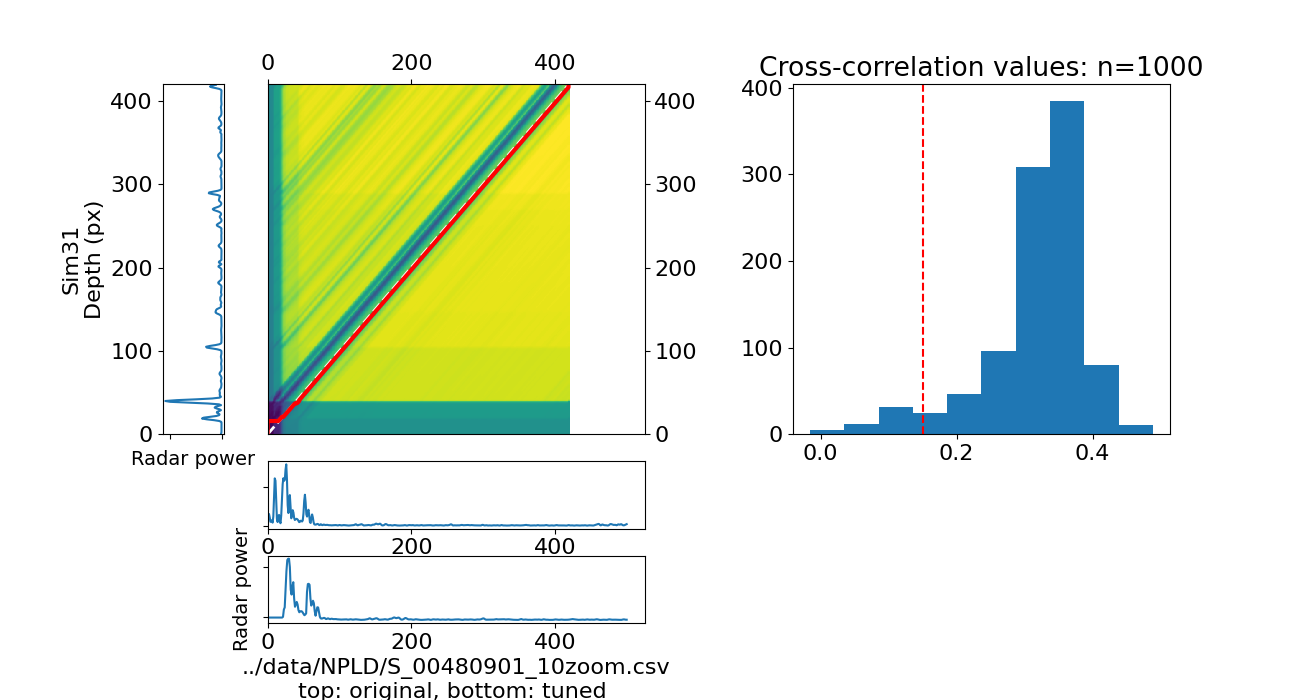 Cross-correlation values: n=1000
0 200 400
400
300
200
100
0
Sim31
Depth (px)
Radar power
400
300
200
100
0
400
300
200
100
0
0.0 0.2 0.4
0 200 400
Radar power
0 200 400
../data/NPLD/S_00480901_10zoom.csv
top: original, bottom: tuned